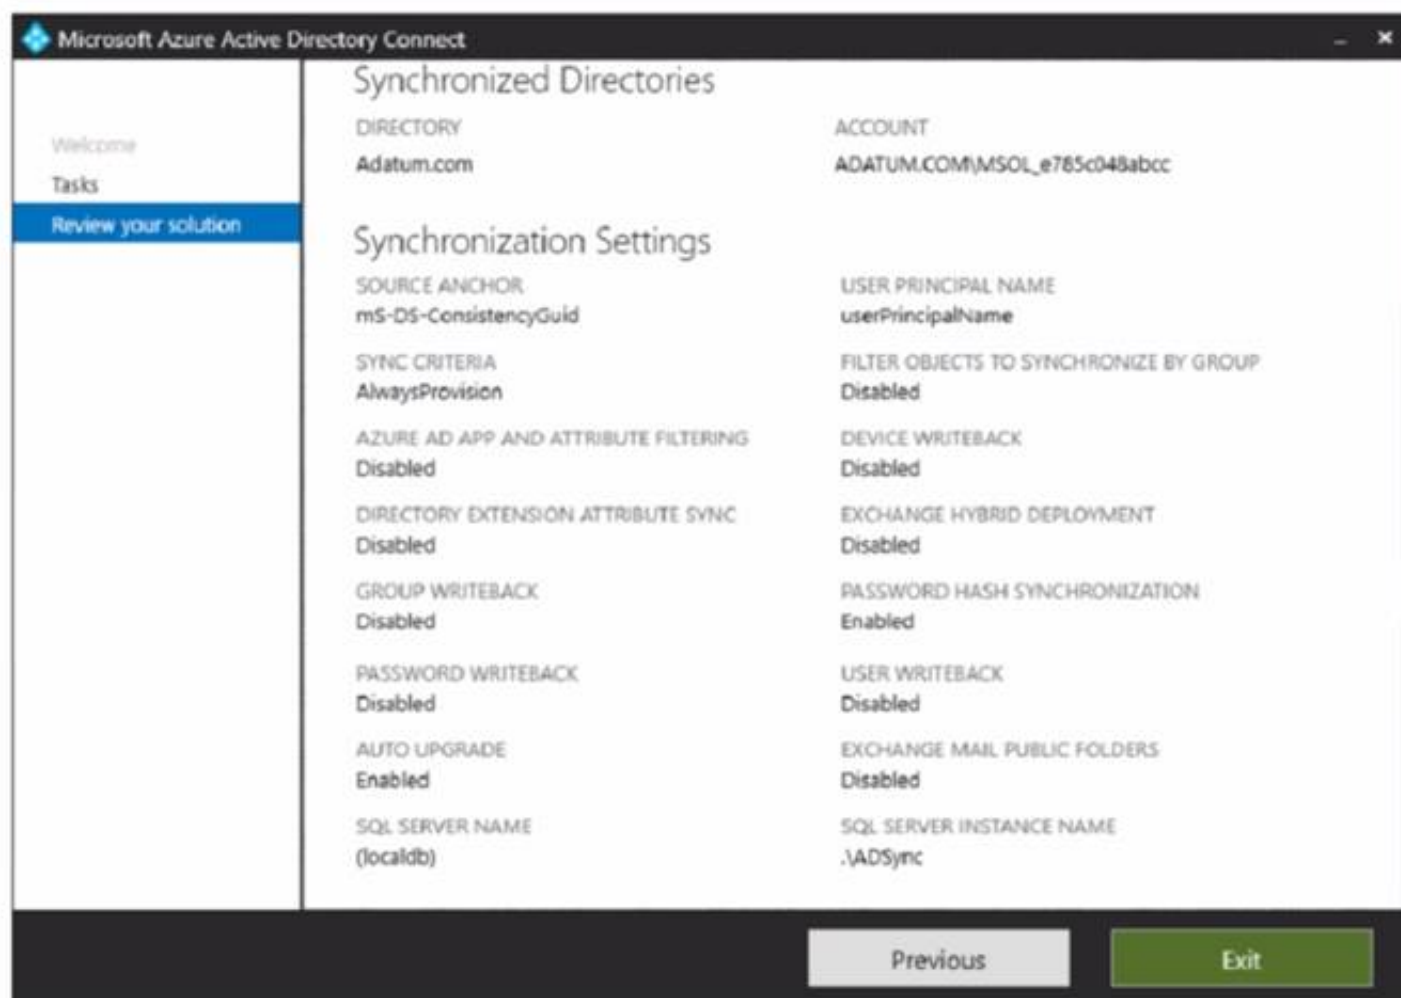 Microsoft Azure Active Directory Connect
Welcome
Tasks
Review your solution
Synchronized Directories
DIRECTORY ACCOUNT
Adatum.com ADATUM.COM\MSOL_e785c048abcc
Synchronization Settings
SOURCE ANCHOR USER PRINCIPAL NAME
mS-DS-ConsistencyGuid userPrincipalName
SYNC CRITERIA FILTER OBJECTS TO SYNCHRONIZE BY GROUP
AlwaysProvision Disabled
AZURE AD APP AND ATTRIBUTE FILTERING DEVICE WRITEBACK
Disabled Disabled
DIRECTORY EXTENSION ATTRIBUTE SYNC EXCHANGE HYBRID DEPLOYMENT
Disabled Disabled
GROUP WRITEBACK PASSWORD HASH SYNCHRONIZATION
Disabled Enabled
PASSWORD WRITEBACK USER WRITEBACK
Disabled Disabled
AUTO UPGRADE EXCHANGE MAIL PUBLIC FOLDERS
Enabled Disabled
SQL SERVER NAME SQL SERVER INSTANCE NAME
(localdb) .\ADSync
Previous Exit